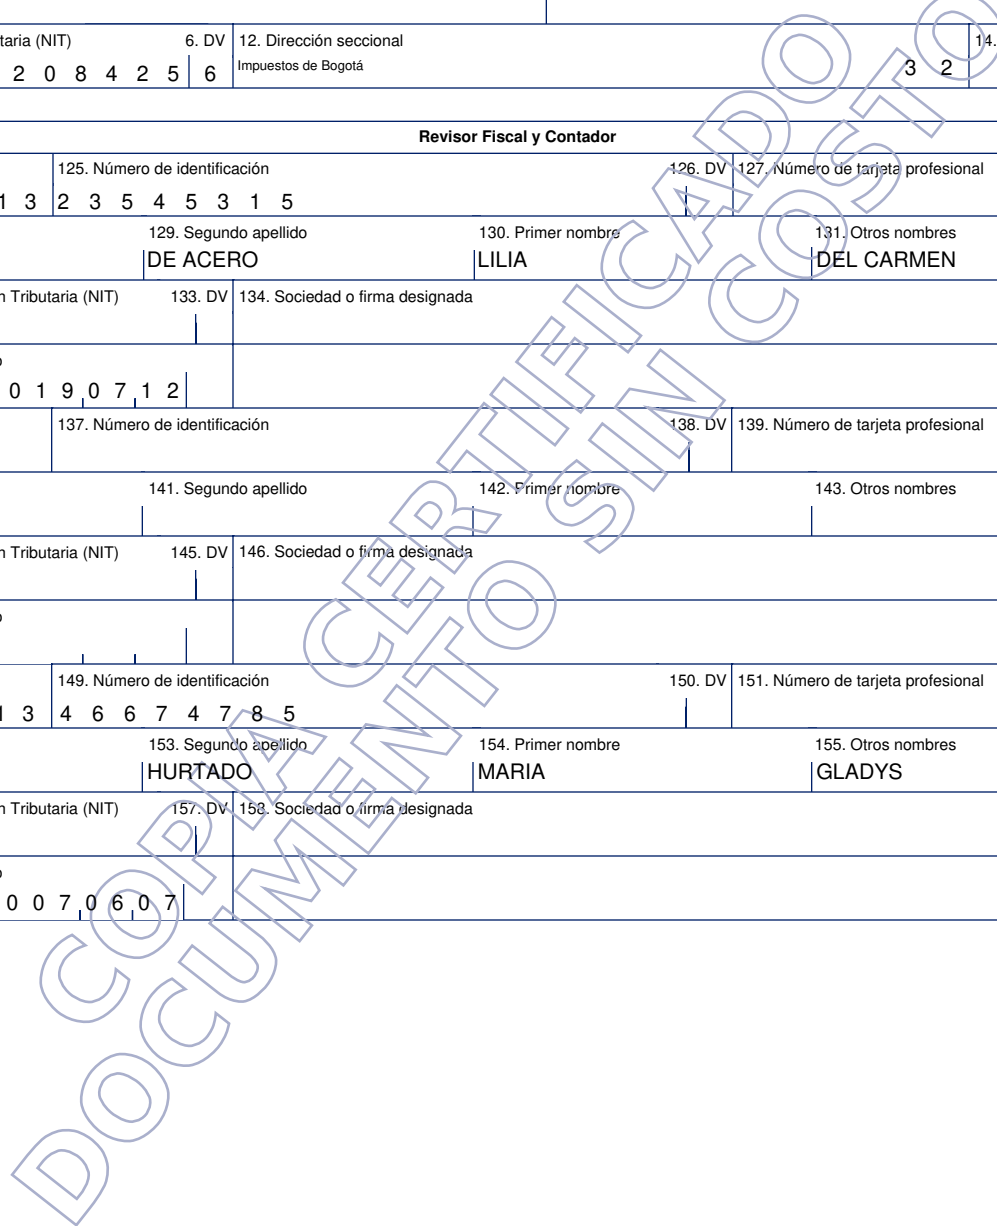 taria (NIT) 6. DV 12. Dirección seccional 14.
2 0 8 4 2 5 6 Impuestos de Bogotá 3 2
Revisor Fiscal y Contador
125. Número de identificación 126. DV 127. Número de tarjeta profesional
1 3 2 3 5 4 5 3 1 5
129. Segundo apellido 130. Primer nombre 131. Otros nombres
DE ACERO LILIA DEL CARMEN
n Tributaria (NIT) 133. DV 134. Sociedad o firma designada
o
0 1 9 0 7 1 2
137. Número de identificación 138. DV 139. Número de tarjeta profesional
141. Segundo apellido 142. Primer nombre 143. Otros nombres
n Tributaria (NIT) 145. DV 146. Sociedad o firma designada
o
149. Número de identificación 150. DV 151. Número de tarjeta profesional
1 3 4 6 6 7 4 7 8 5
153. Segundo apellido 154. Primer nombre 155. Otros nombres
HURTADO MARIA GLADYS
n Tributaria (NIT) 157. DV 158. Sociedad o firma designada
o
0 0 7 0 6 0 7
COPIA CERTIFICADO
DOCUMENTO SIN COSTO